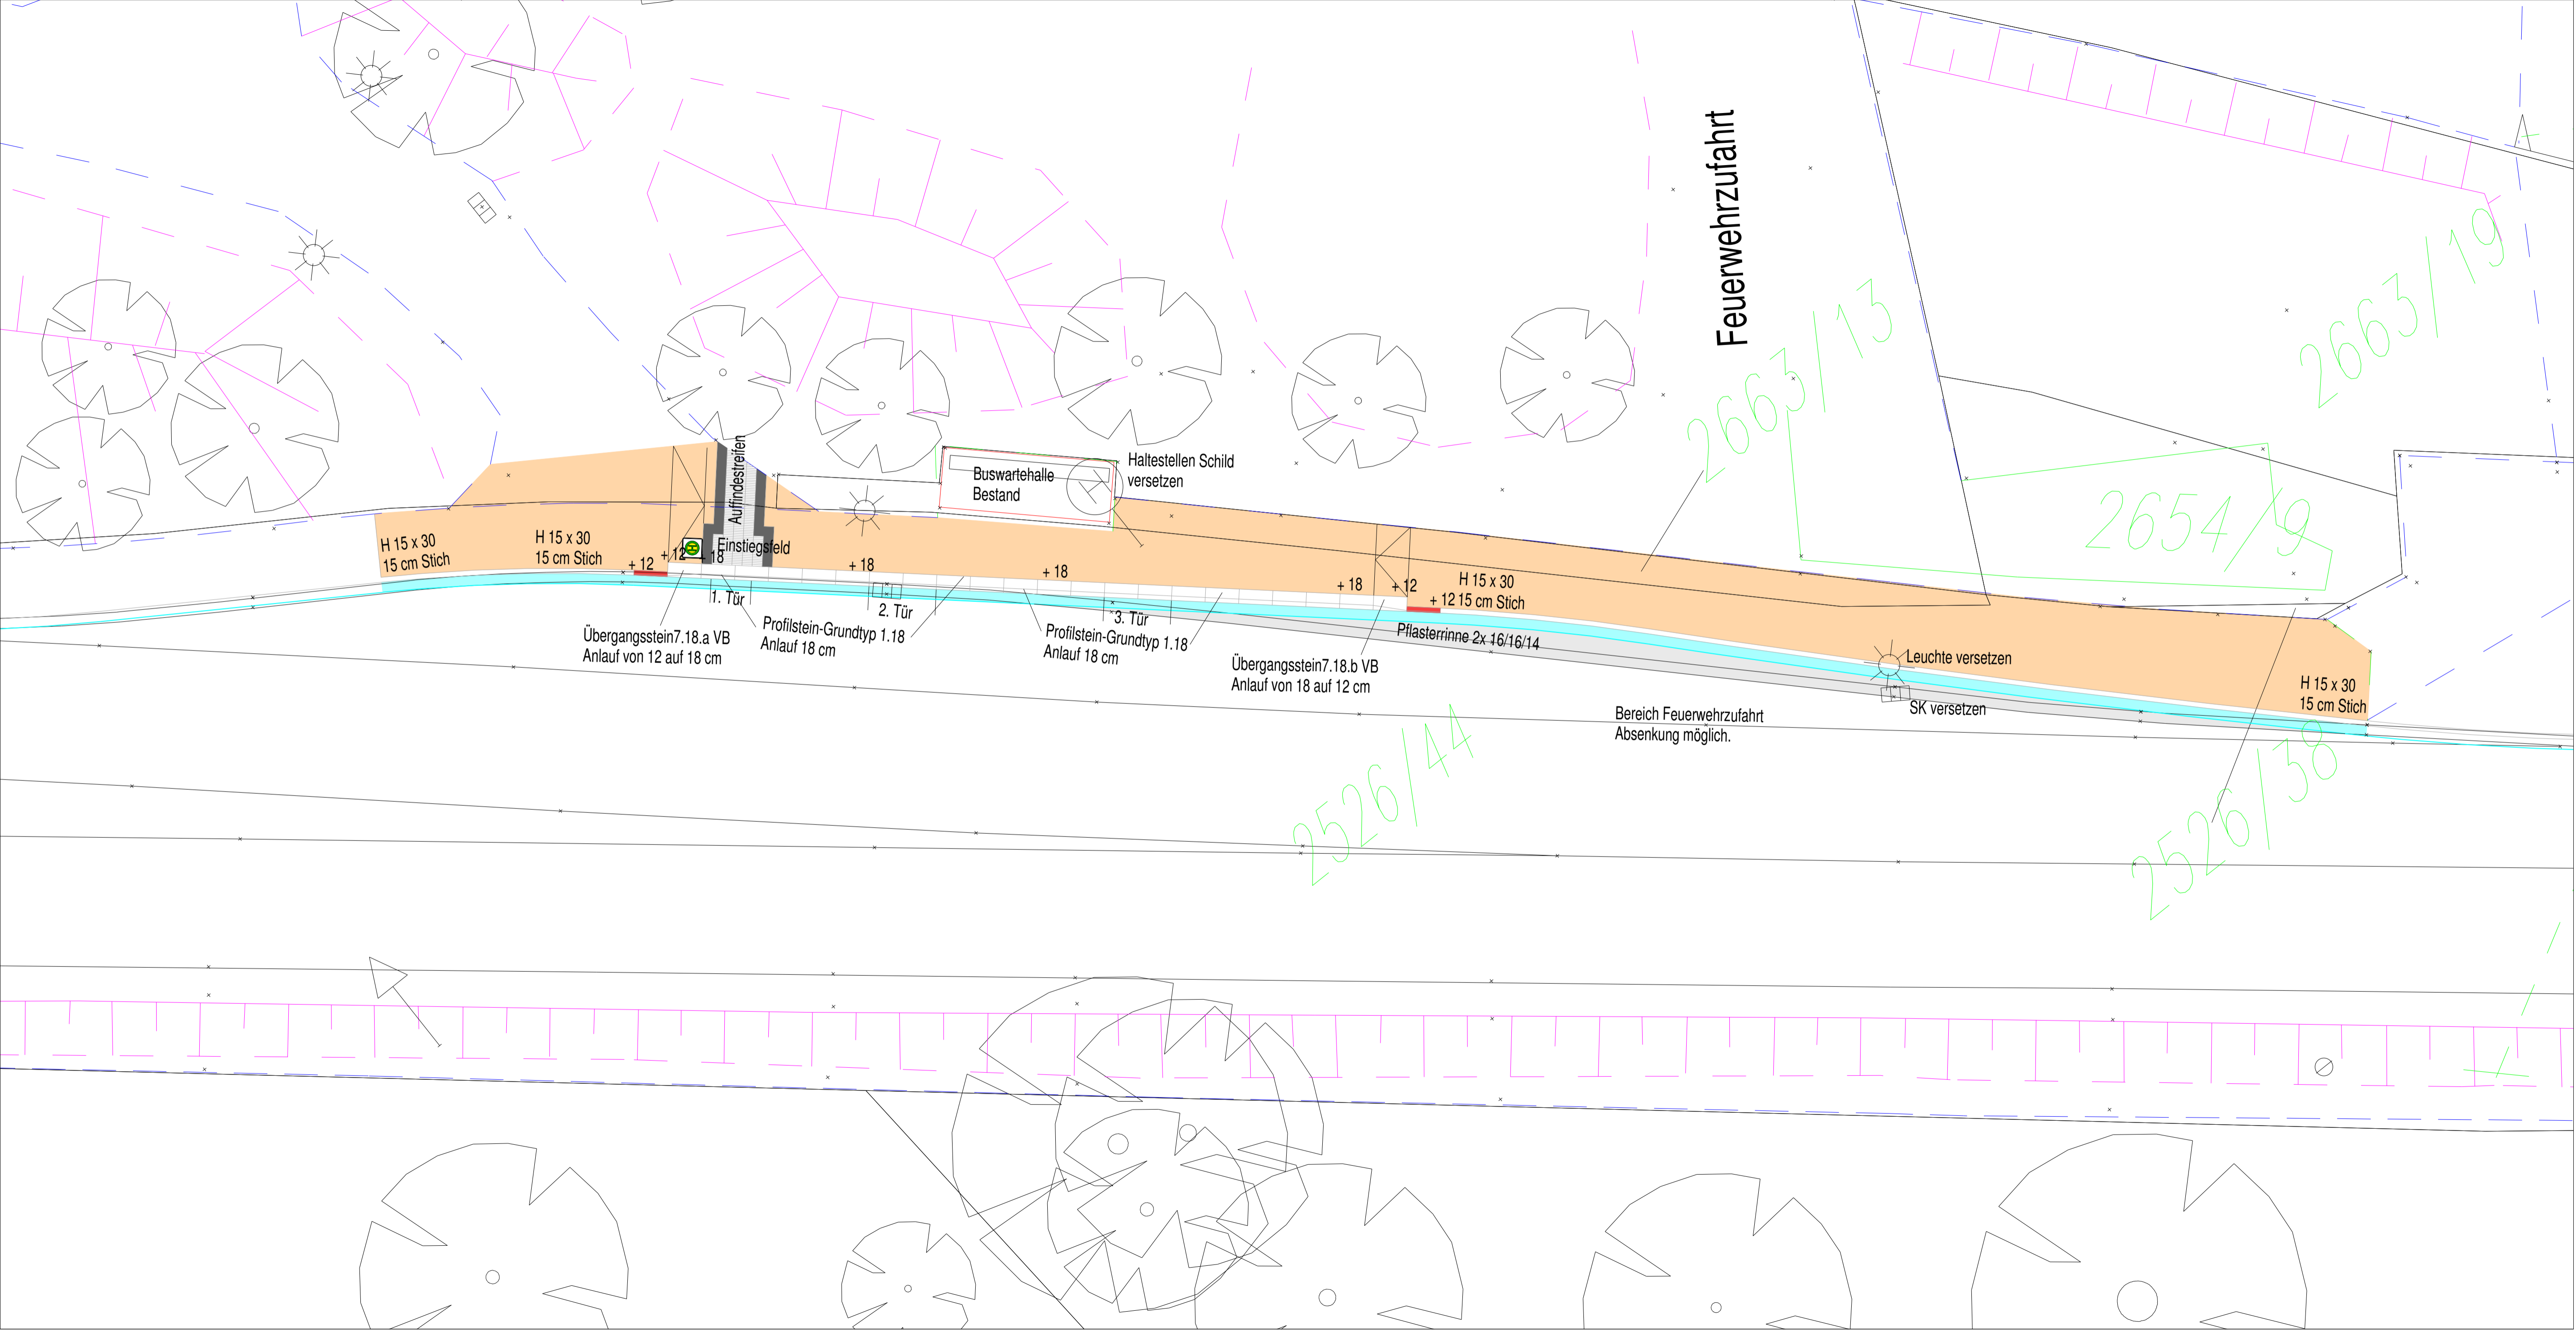 Feuerwehrzufahrt
2663/13
2663/19
2654/9
Auffindestreifen
Buswartehalle
Bestand
H
Haltestellen Schild
versetzen
H 15 x 30
15 cm Stich
H 15 x 30
15 cm Stich
+ 12
+ 12
H
+ 18
Einstiegsfeld
+ 18
+ 18
+ 18
+ 12
H 15 x 30
+ 12 15 cm Stich
1. Tür
2. Tür
3. Tür
Übergangsstein7.18.a VB
Anlauf von 12 auf 18 cm
Profilstein-Grundtyp 1.18
Anlauf 18 cm
Profilstein-Grundtyp 1.18
Anlauf 18 cm
Übergangsstein7.18.b VB
Anlauf von 18 auf 12 cm
Pflasterrinne 2x 16/16/14
Leuchte versetzen
SK versetzen
H 15 x 30
15 cm Stich
Bereich Feuerwehrzufahrt
Absenkung möglich.
2526/44
2526/38